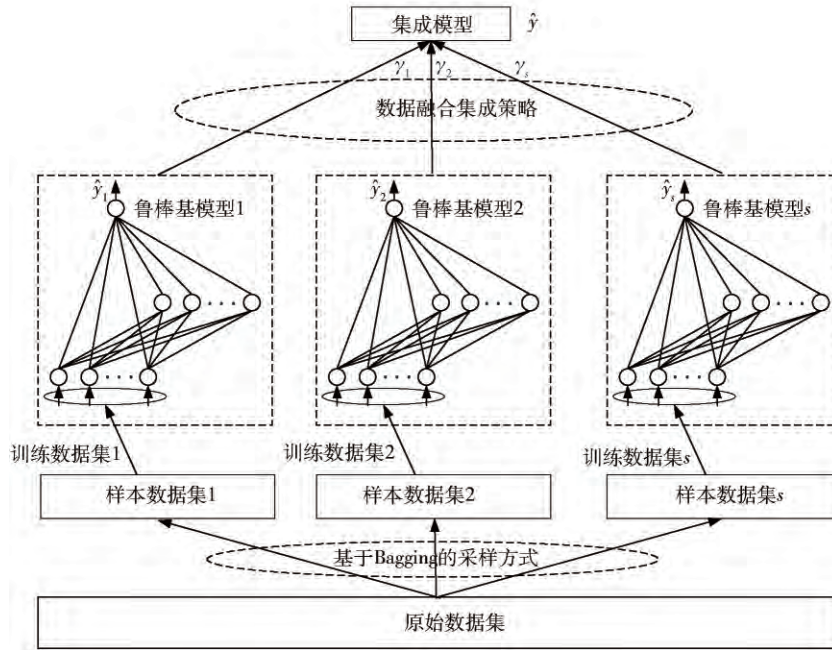 集成模型 ŷ
γ₁ γ₂ γₛ
数据融合集成策略
ŷ₁ 鲁棒基模型1
ŷ₂ 鲁棒基模型2
ŷₛ 鲁棒基模型s
训练数据集1
训练数据集2
训练数据集s
样本数据集1
样本数据集2
样本数据集s
基于Bagging的采样方式
原始数据集